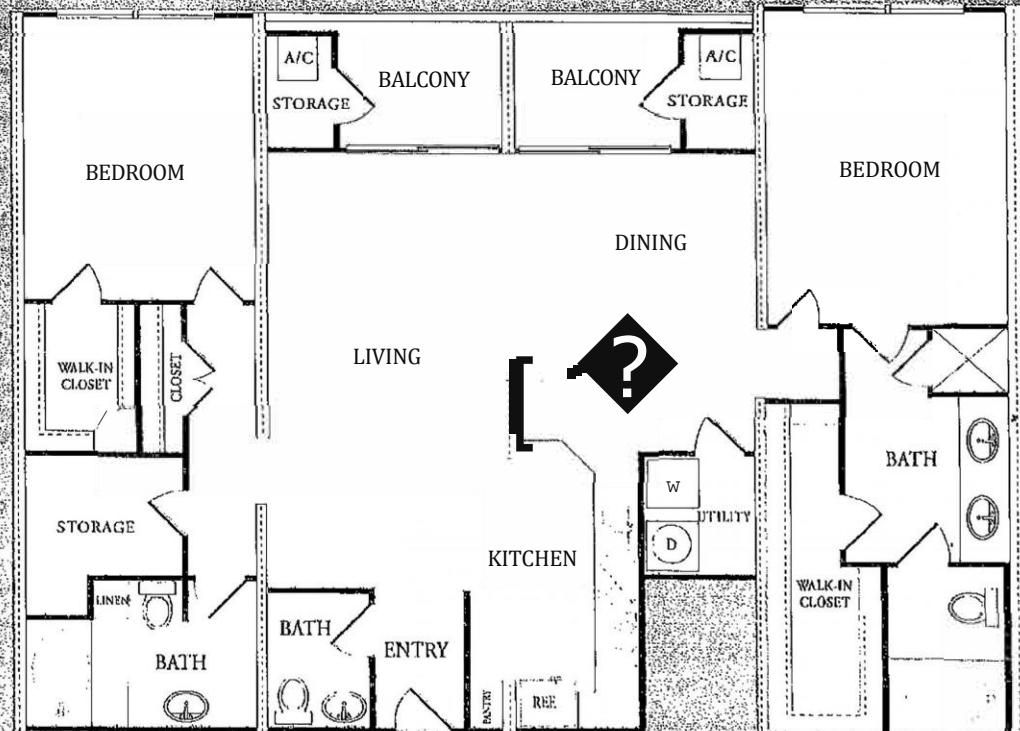 A/C
BALCONY
BALCONY
A/C
STORAGE
STORAGE
BEDROOM
BEDROOM
DINING
?
LIVING
WALK-IN
CLOSET
CLOSET
BATH
W
UTILITY
STORAGE
D
KITCHEN
WALK-IN
CLOSET
LINEN
BATH
ENTRY
BATH
PANTRY
REF